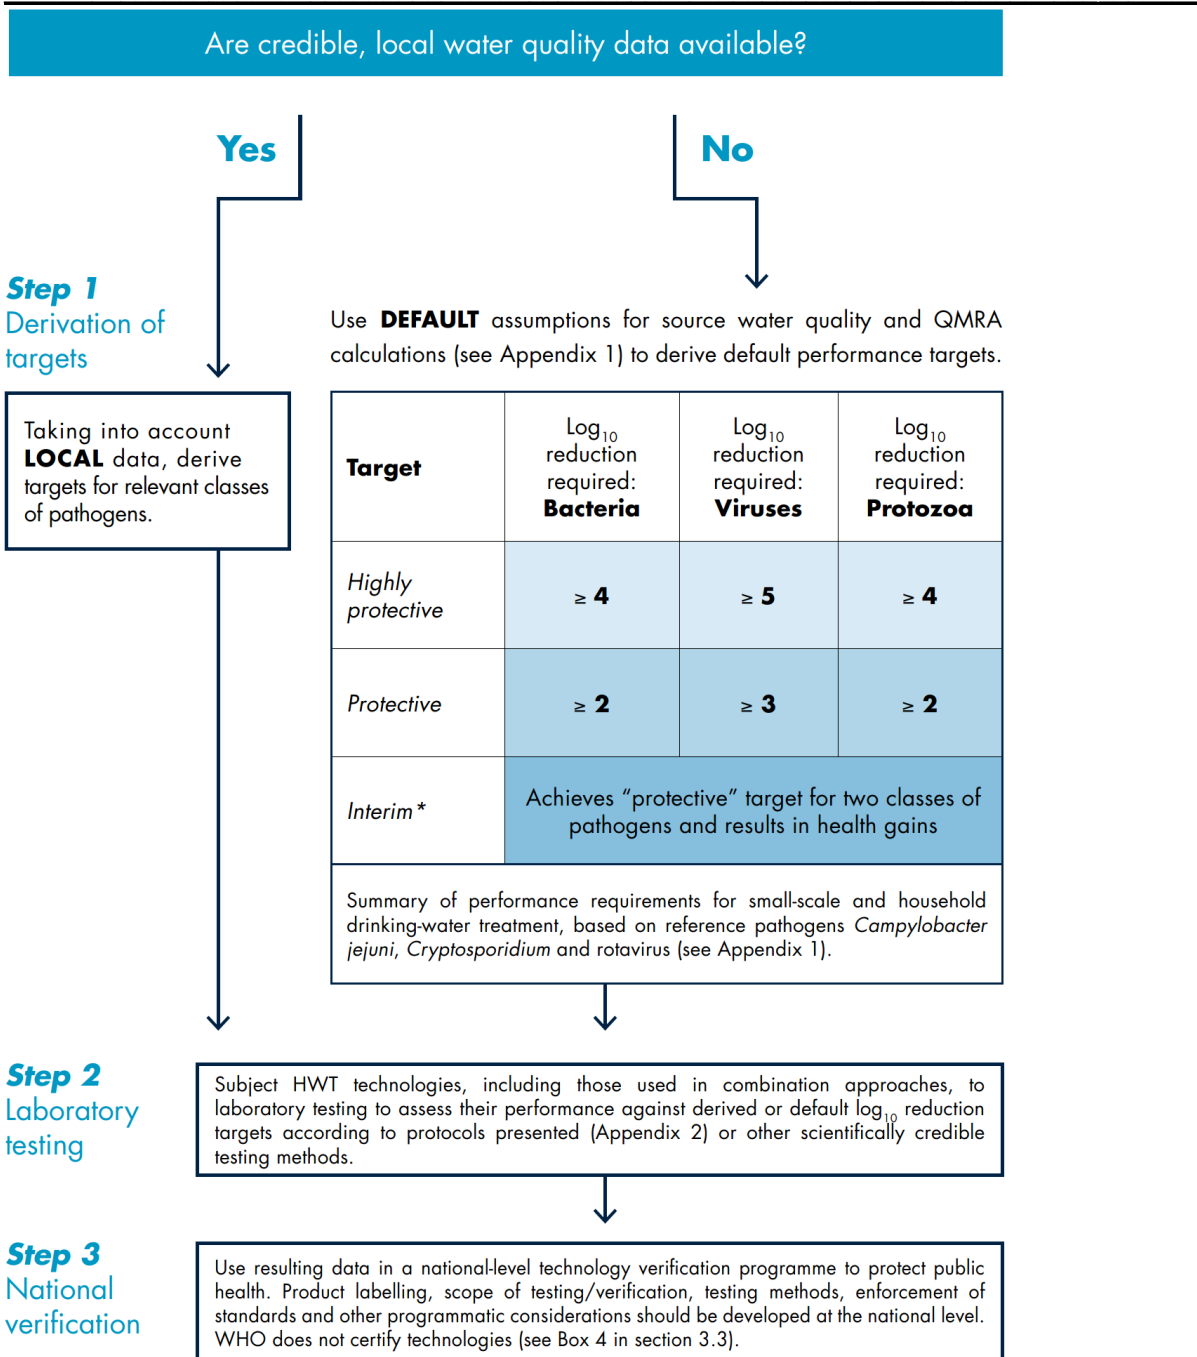 Are credible, local water quality data available?
Yes
No
Step 1
Derivation of
targets
Taking into account
LOCAL data, derive
targets for relevant classes
of pathogens.
Use DEFAULT assumptions for source water quality and QMRA
calculations (see Appendix 1) to derive default performance targets.
Target
Log10
reduction
required:
Bacteria
Log10
reduction
required:
Viruses
Log10
reduction
required:
Protozoa
Highly
protective
≥ 4
≥ 5
≥ 4
Protective
≥ 2
≥ 3
≥ 2
Interim*
Achieves “protective” target for two classes of
pathogens and results in health gains
Summary of performance requirements for small-scale and household
drinking-water treatment, based on reference pathogens Campylobacter
jejuni, Cryptosporidium and rotavirus (see Appendix 1).
Step 2
Laboratory
testing
Subject HWT technologies, including those used in combination approaches, to
laboratory testing to assess their performance against derived or default log10 reduction
targets according to protocols presented (Appendix 2) or other scientifically credible
testing methods.
Step 3
National
verification
Use resulting data in a national-level technology verification programme to protect public
health. Product labelling, scope of testing/verification, testing methods, enforcement of
standards and other programmatic considerations should be developed at the national level.
WHO does not certify technologies (see Box 4 in section 3.3).